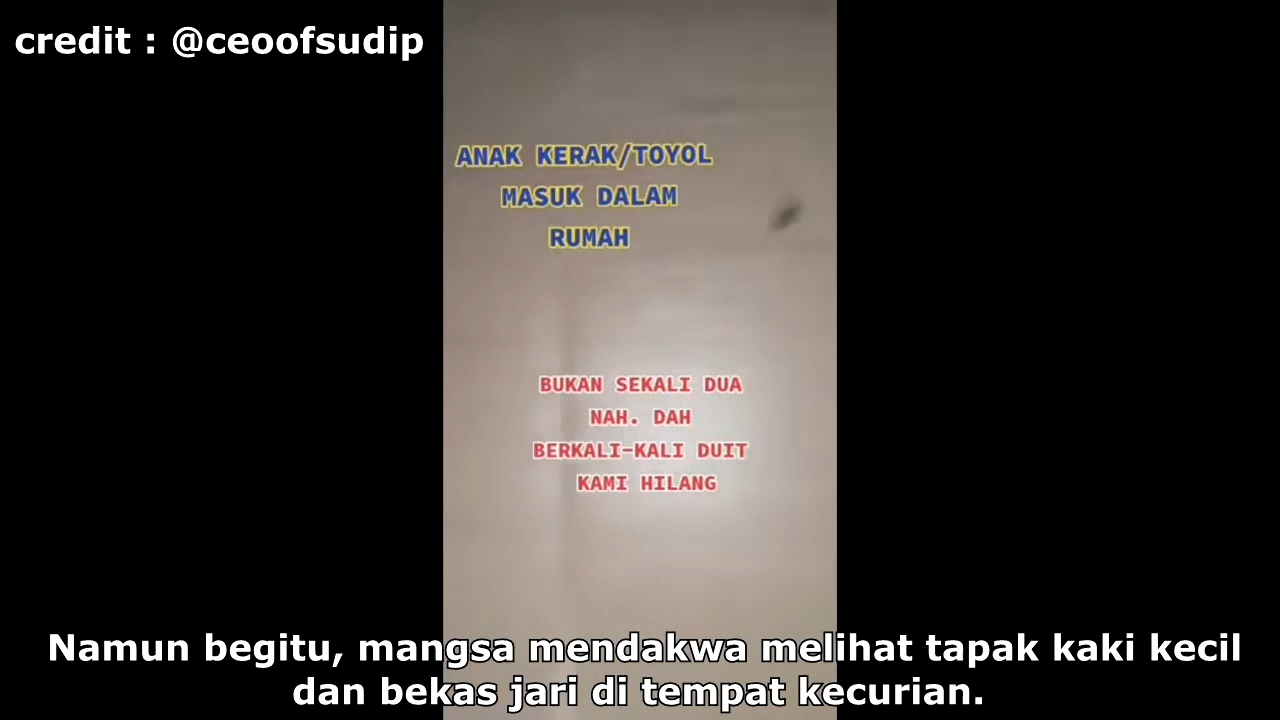 credit : @ceoofsudip
ANAK KERAK/TOYOL
MASUK DALAM
RUMAH
BUKAN SEKALI DUA
NAH. DAH
BERKALI-KALI DUIT
KAMI HILANG
Namun begitu, mangsa mendakwa melihat tapak kaki kecil
dan bekas jari di tempat kecurian.